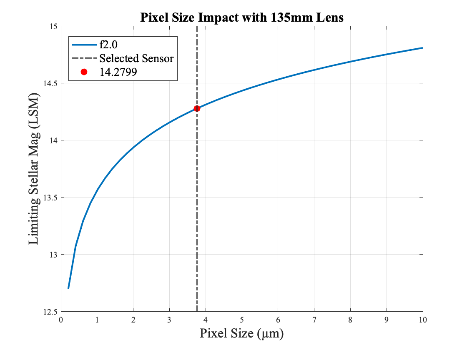 Pixel Size Impact with 135mm Lens
f2.0
Selected Sensor
14.2799
15
14.5
14
13.5
13
12.5
Limiting Stellar Mag (LSM)
0 1 2 3 4 5 6 7 8 9 10
Pixel Size (μm)